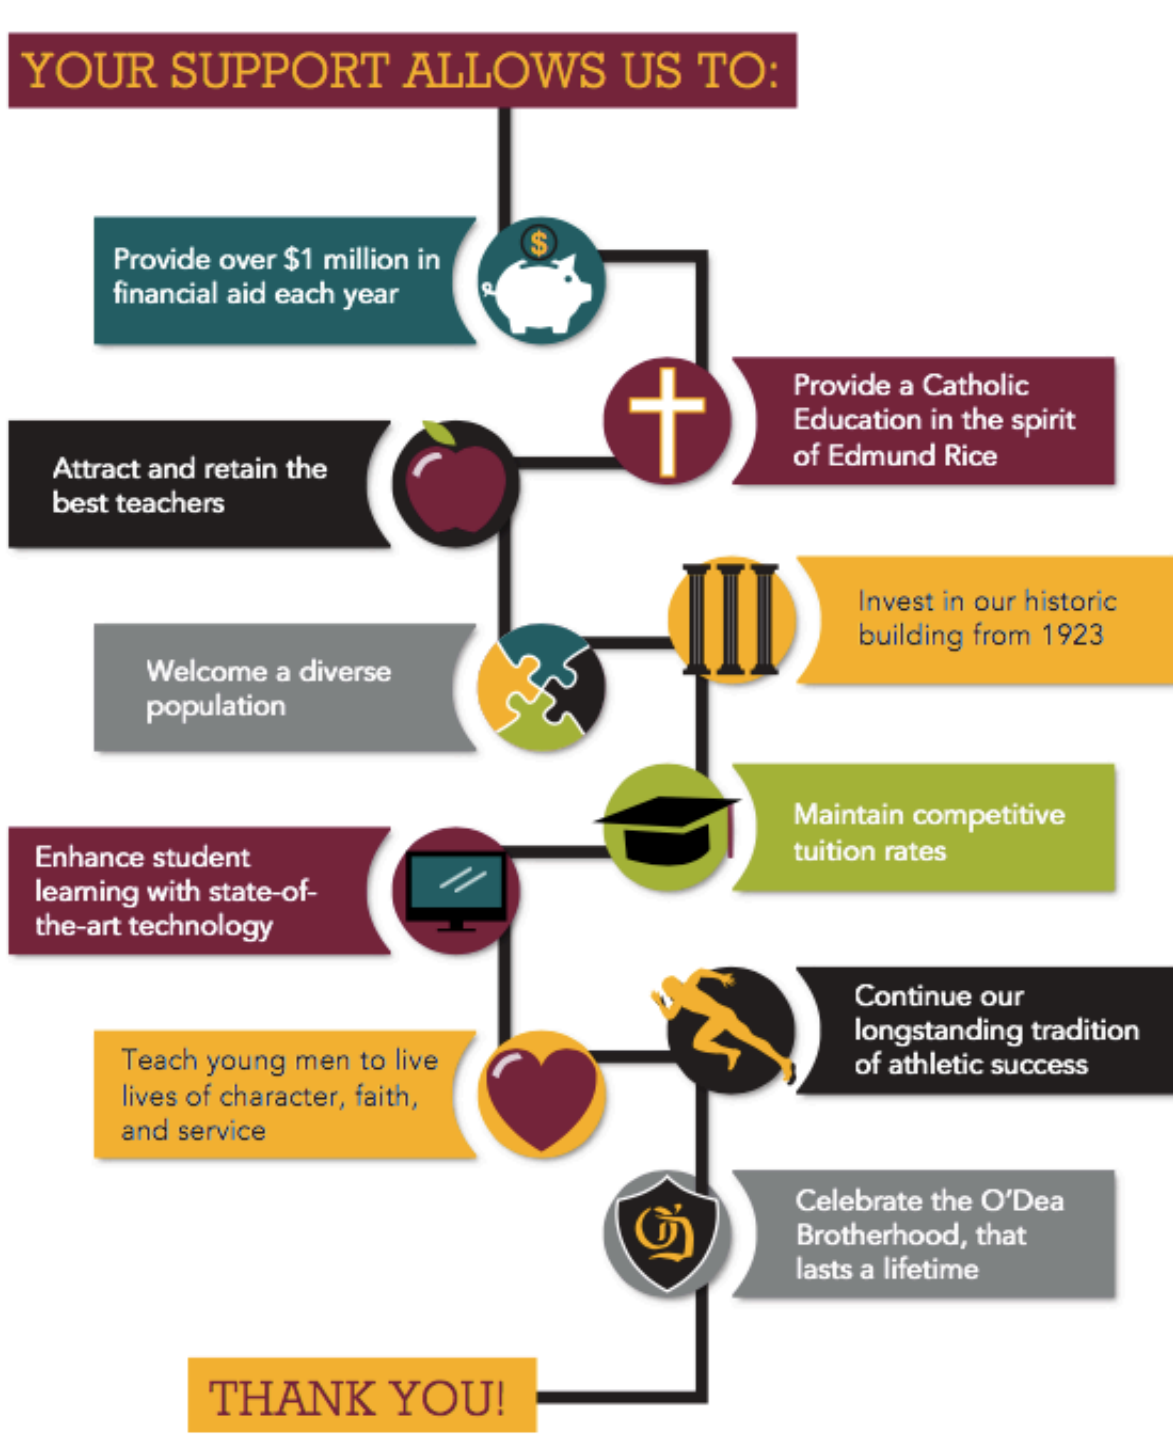 YOUR SUPPORT ALLOWS US TO:
$
Provide over $1 million in
financial aid each year
Provide a Catholic
Education in the spirit
of Edmund Rice
Attract and retain the
best teachers
Invest in our historic
building from 1923
Welcome a diverse
population
Maintain competitive
tuition rates
Enhance student
learning with state-of-
the-art technology
Continue our
longstanding tradition
of athletic success
Teach young men to live
lives of character, faith,
and service
OD
Celebrate the O'Dea
Brotherhood, that
lasts a lifetime
THANK YOU!